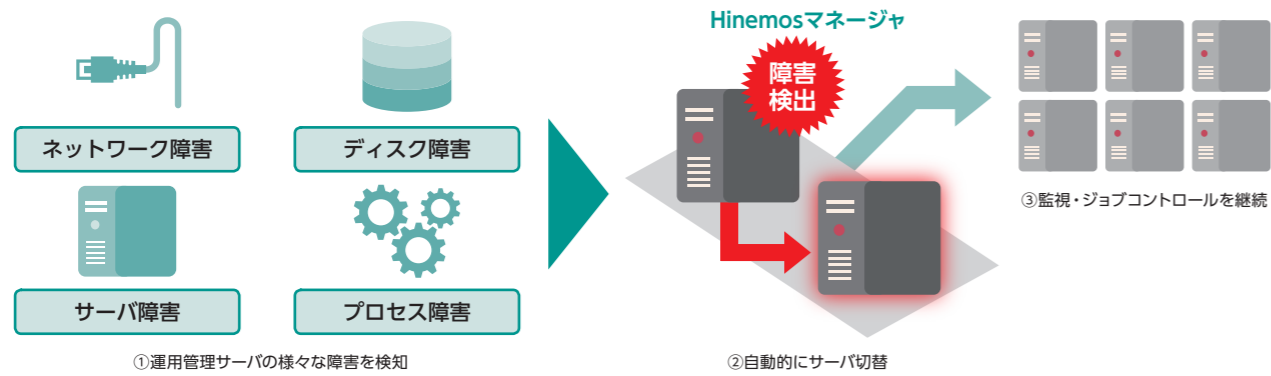 ネットワーク障害
ディスク障害
サーバ障害
プロセス障害
①運用管理サーバの様々な障害を検知
Hinemosマネージャ
障害
検出
②自動的にサーバ切替
③監視・ジョブコントロールを継続